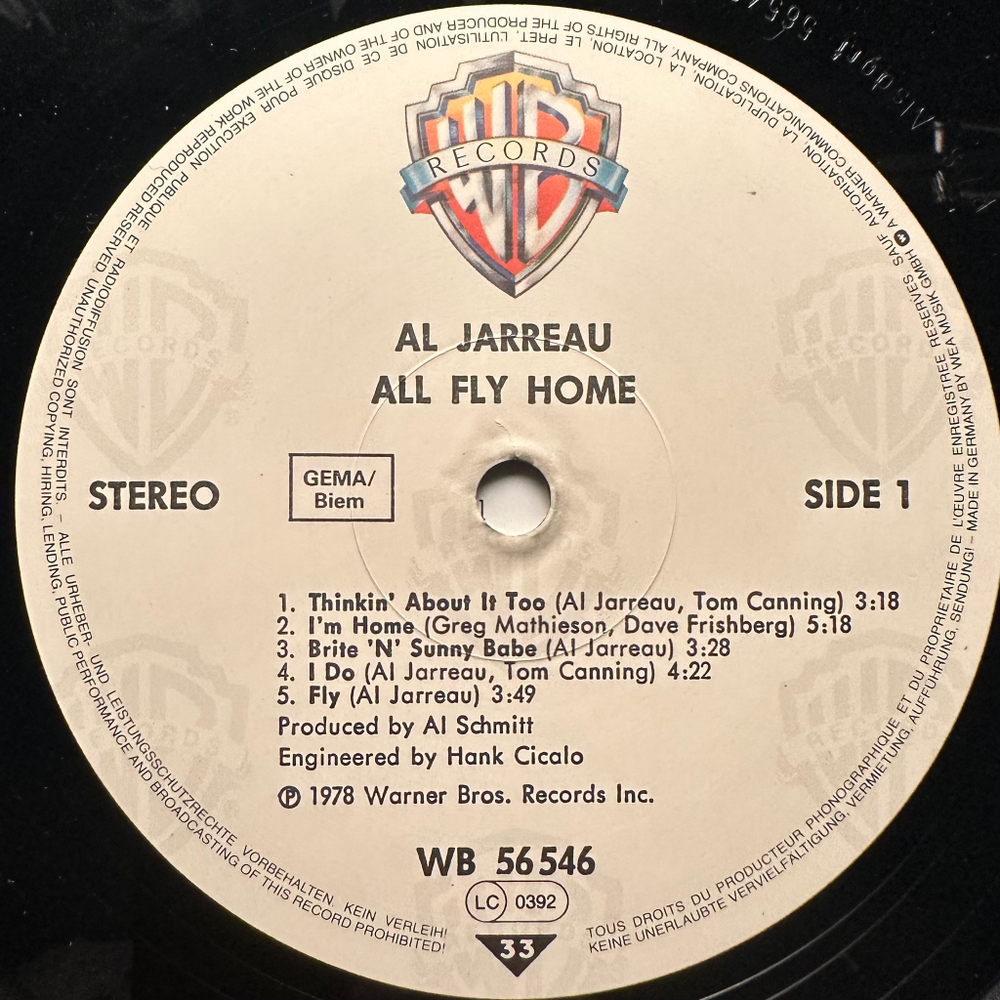 WB
RECORDS
AL JARREAU
ALL FLY HOME
STEREO
GEMA/
Biem
SIDE 1
1. Thinkin' About It Too (Al Jarreau, Tom Canning) 3:18
2. I'm Home (Greg Mathieson, Dave Frishberg) 5:18
3. Brite 'N' Sunny Babe (Al Jarreau) 3:28
4. I Do (Al Jarreau, Tom Canning) 4:22
5. Fly (Al Jarreau) 3:49
Produced by Al Schmitt
Engineered by Hank Cicalo
℗ 1978 Warner Bros. Records Inc.
WB 56 546
LC 0392
33
TOUS DROITS DU PRODUCTEUR PHONOGRAPHIQUE ET DU PROPRIETAIRE DE L'ŒUVRE ENREGISTREE RESERVES. SAUF AUTORISATION, LA DUPLICATION, LA LOCATION, LE PRET, L'UTILISATION DE CE DISQUE POUR EXECUTION PUBLIQUE ET RADIODIFFUSION SONT INTERDITS. – ALLE URHEBER- UND LEISTUNGSSCHUTZRECHTE VORBEHALTEN. KEIN VERLEIH!
KEINE UNERLAUBTE VERVIELFÄLTIGUNG, VERMIETUNG, AUFFÜHRUNG, SENDUNG! – MADE IN GERMANY BY WEA MUSIK GMBH A WARNER COMMUNICATIONS COMPANY. ALL RIGHTS OF THE PRODUCER AND OF THE OWNER OF THE WORK REPRODUCED RESERVED UNAUTHORIZED COPYING, HIRING, LENDING, PUBLIC PERFORMANCE AND BROADCASTING OF THIS RECORD PROHIBITED!